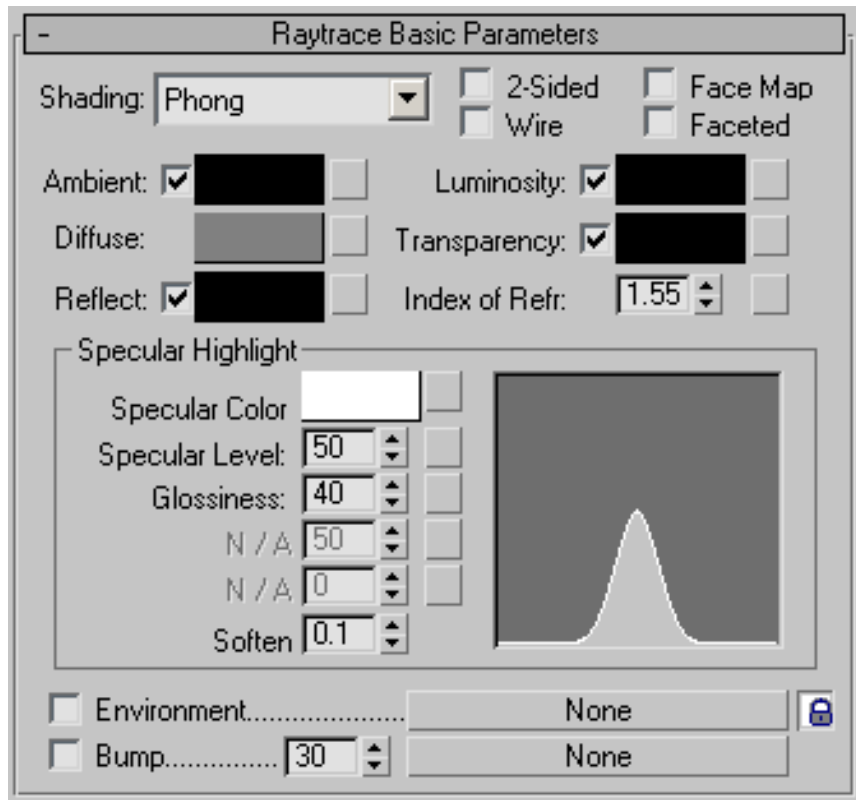 - Raytrace Basic Parameters
Shading: Phong 2-Sided Face Map
Wire Faceted
Ambient: Luminosity:
Diffuse: Transparency:
Reflect: Index of Refr: 1.55
Specular Highlight
Specular Color
Specular Level: 50
Glossiness: 40
N / A 50
N / A 0
Soften 0.1
Environment..................... None
Bump............... 30 None